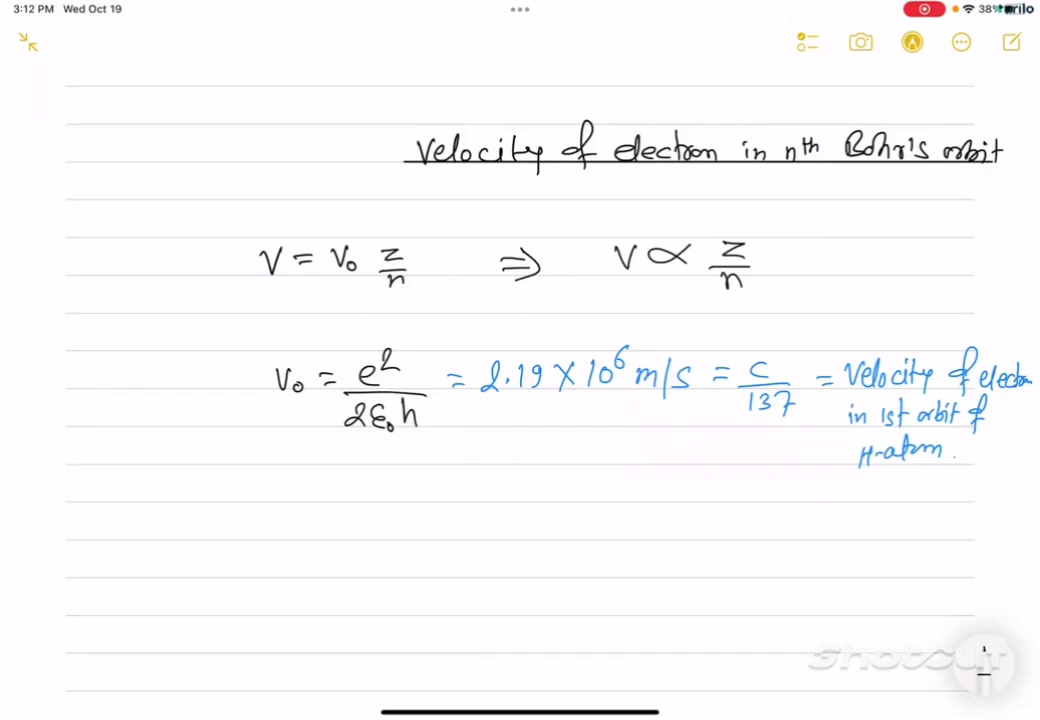 3:12 PM Wed Oct 19
38%
Velocity of electron in nth Bohr's orbit
V = V₀ z/n ⇒ V ∝ z/n
V₀ = e²/2ε₀h = 2.19 × 10⁶ m/s = c/137 = Velocity of electron
in 1st orbit of
H-atom.
shotcut